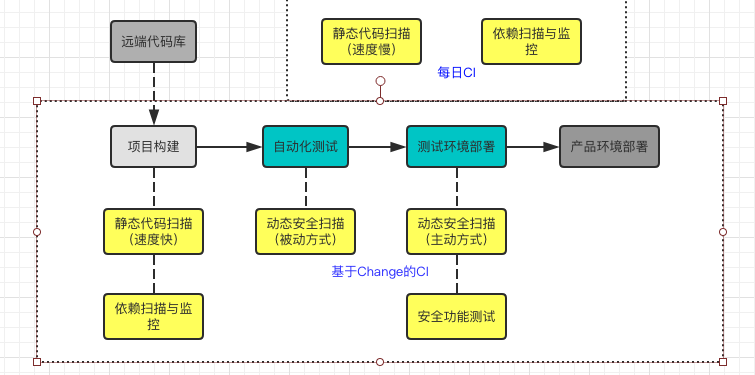 远端代码库
静态代码扫描
(速度慢)
依赖扫描与监
控
每日CI
项目构建
自动化测试
测试环境部署
产品环境部署
静态代码扫描
(速度快)
动态安全扫描
(被动方式)
动态安全扫描
(主动方式)
基于Change的CI
依赖扫描与监
控
安全功能测试